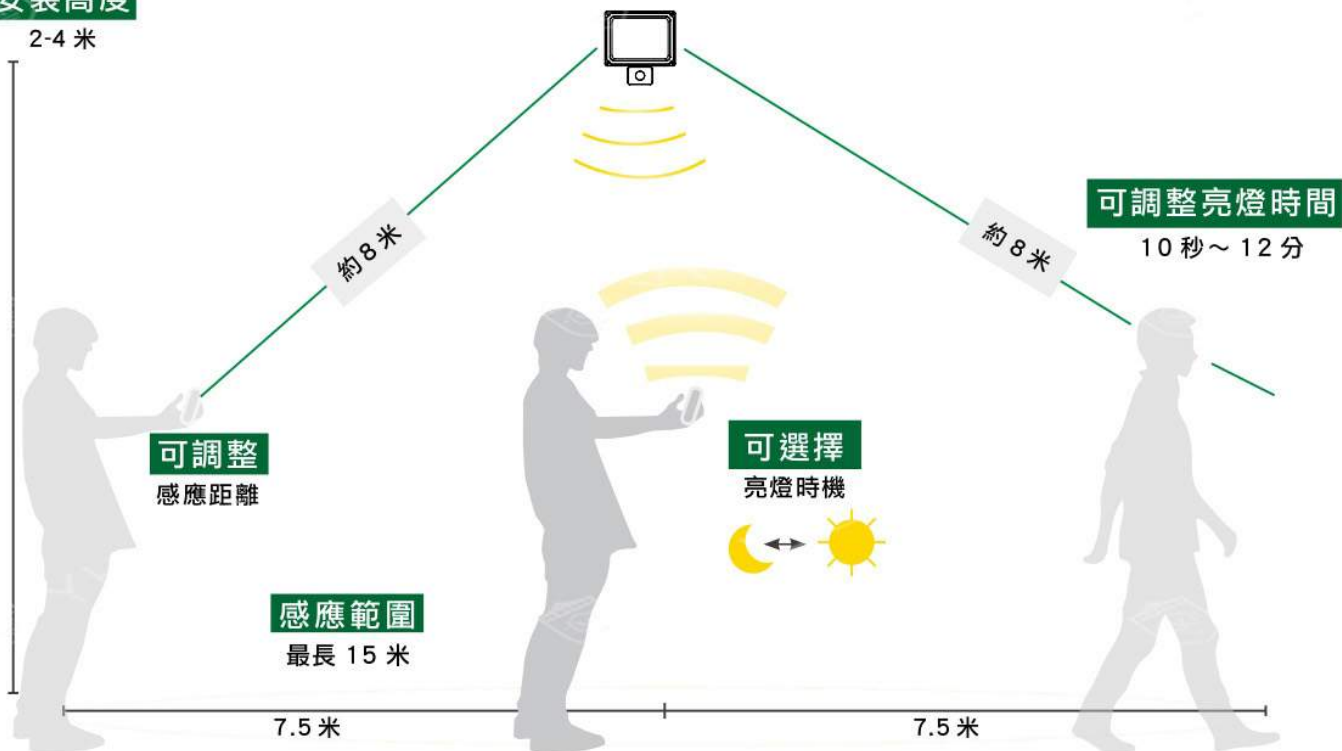 安裝高度
2-4 米
約 8 米
約 8 米
可調整亮燈時間
10 秒～ 12 分
可調整
感應距離
可選擇
亮燈時機
感應範圍
最長 15 米
7.5 米
7.5 米